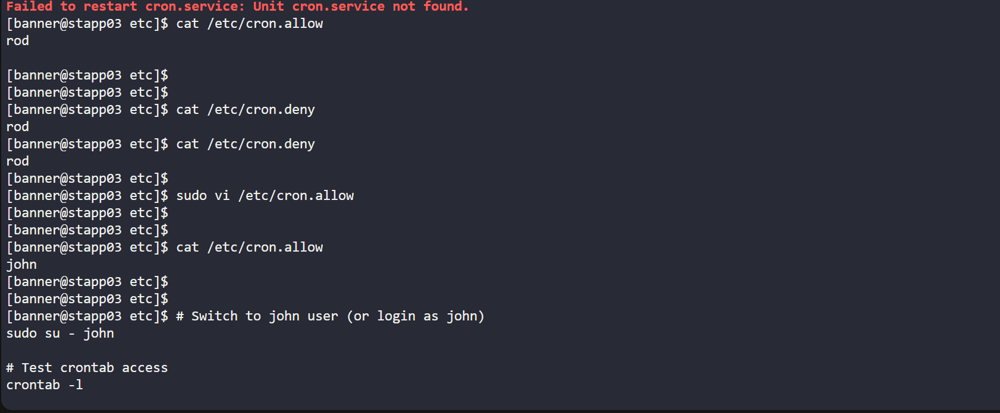 Failed to restart cron.service: Unit cron.service not found.
[banner@stapp03 etc]$ cat /etc/cron.allow
rod
[banner@stapp03 etc]$
[banner@stapp03 etc]$
[banner@stapp03 etc]$ cat /etc/cron.deny
rod
[banner@stapp03 etc]$ cat /etc/cron.deny
rod
[banner@stapp03 etc]$
[banner@stapp03 etc]$ sudo vi /etc/cron.allow
[banner@stapp03 etc]$
[banner@stapp03 etc]$
[banner@stapp03 etc]$ cat /etc/cron.allow
john
[banner@stapp03 etc]$
[banner@stapp03 etc]$
[banner@stapp03 etc]$ # Switch to john user (or login as john)
sudo su - john
# Test crontab access
crontab -l